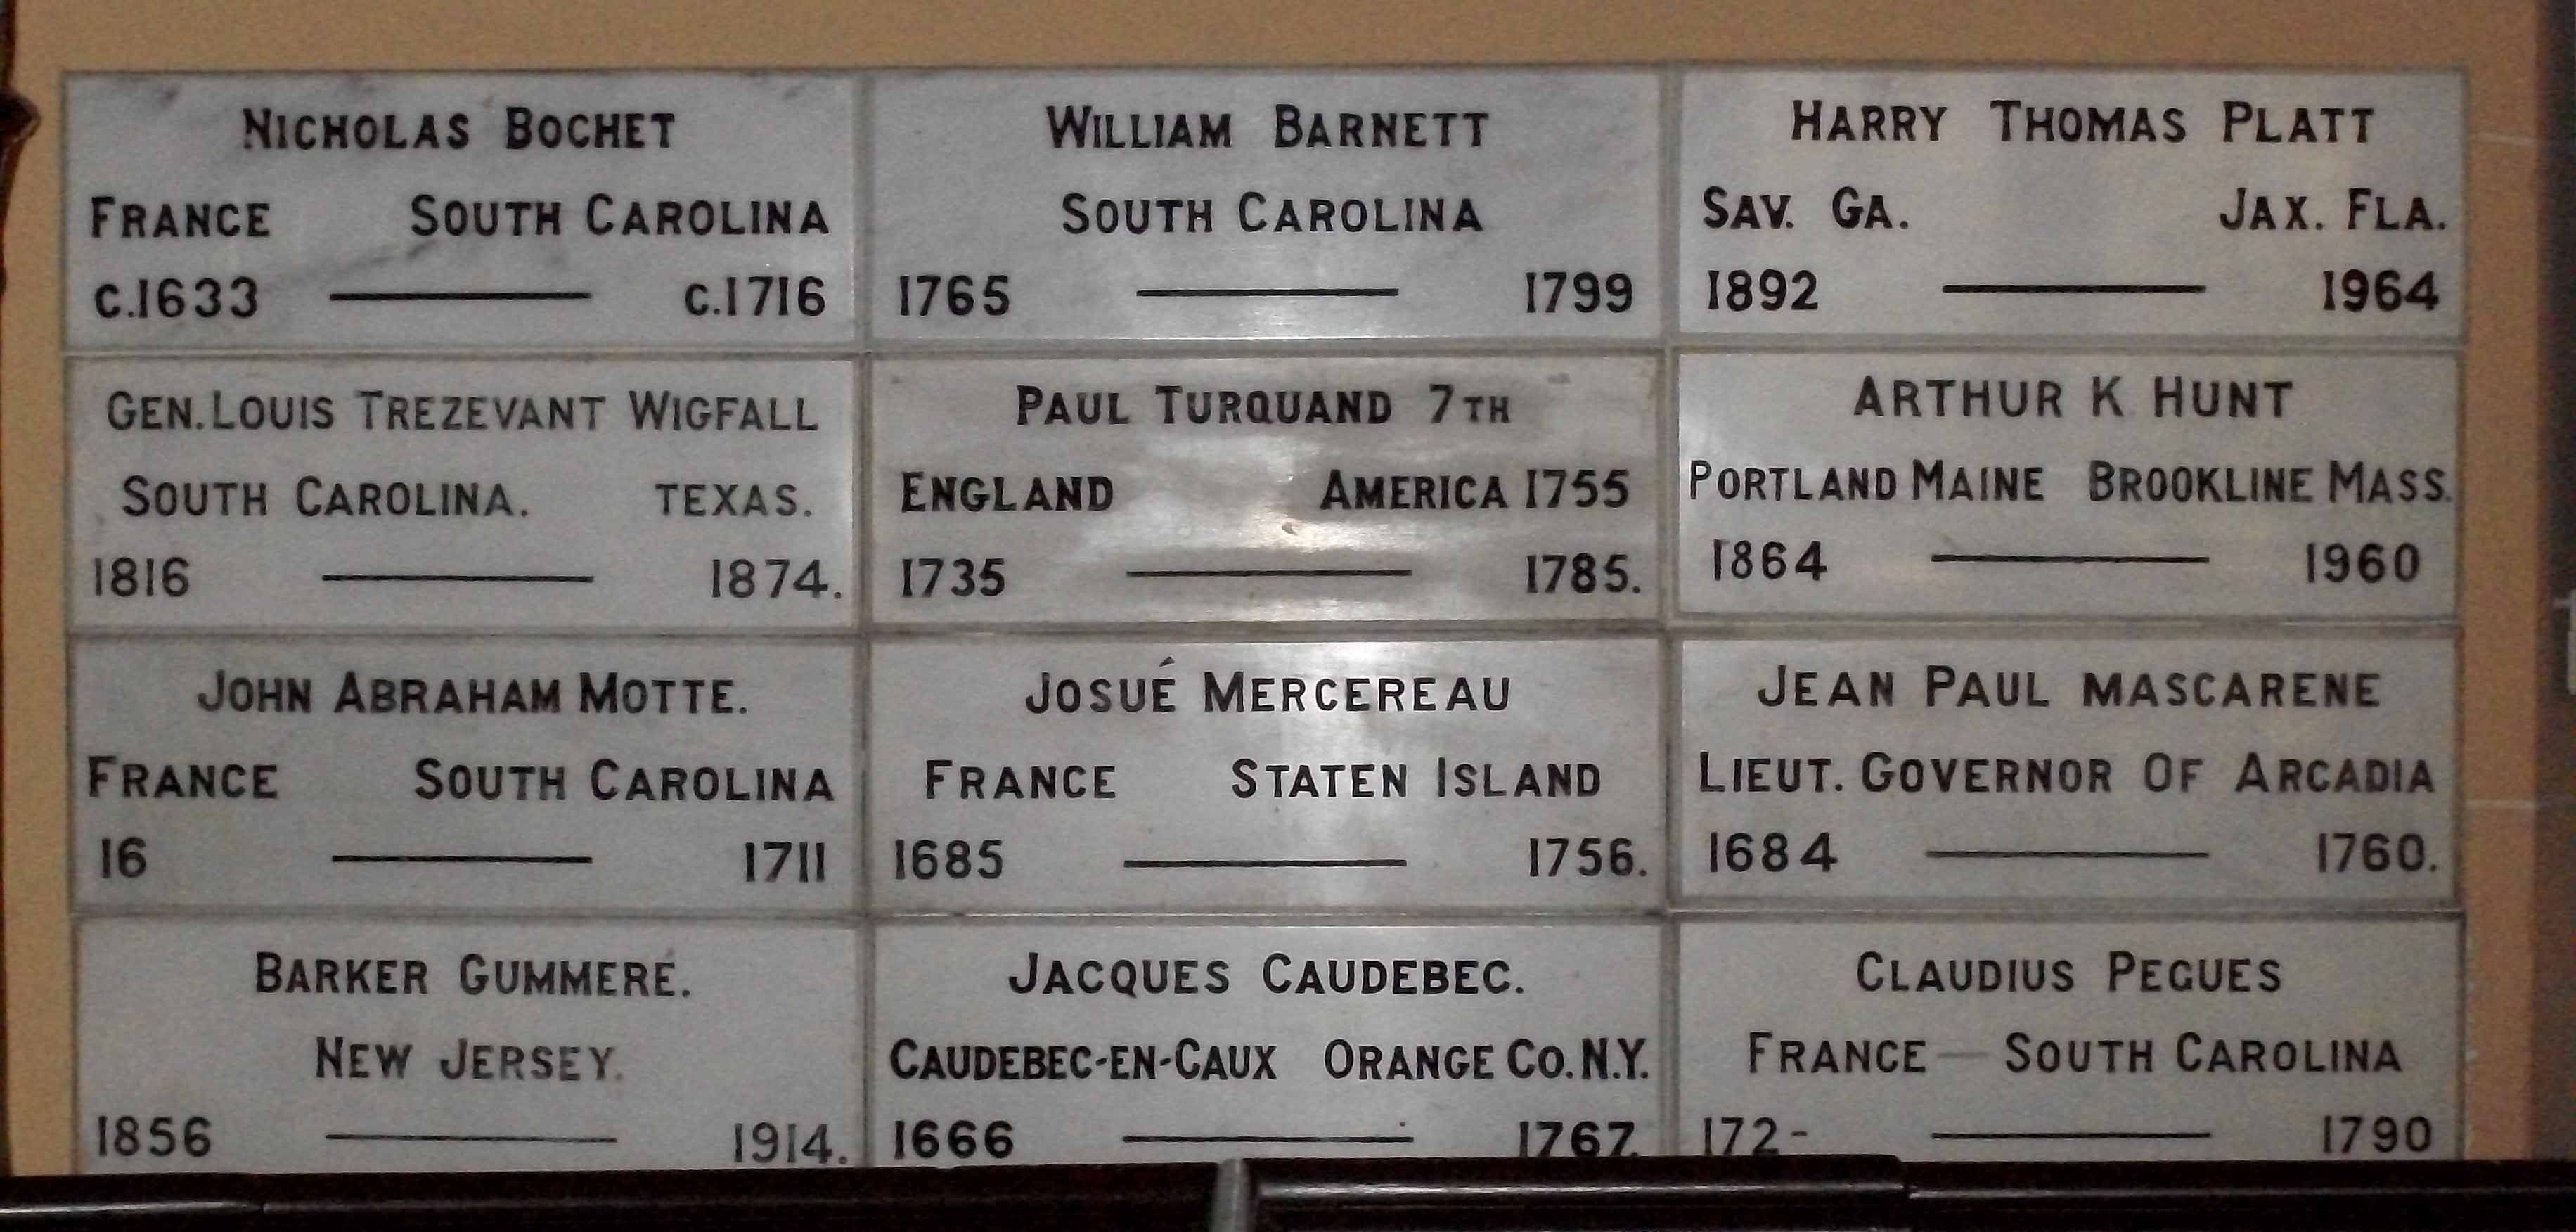 NICHOLAS BOCHET
FRANCE SOUTH CAROLINA
c.1633 —— c.1716
WILLIAM BARNETT
SOUTH CAROLINA
1765 —— 1799
HARRY THOMAS PLATT
SAV. GA. JAX. FLA.
1892 —— 1964
GEN. LOUIS TREZEVANT WIGFALL
SOUTH CAROLINA. TEXAS.
1816 —— 1874.
PAUL TURQUAND 7TH
ENGLAND AMERICA 1755
1735 —— 1785.
ARTHUR K HUNT
PORTLAND MAINE BROOKLINE MASS.
1864 —— 1960
JOHN ABRAHAM MOTTE.
FRANCE SOUTH CAROLINA
16 —— 1711
JOSUÉ MERCEREAU
FRANCE STATEN ISLAND
1685 —— 1756.
JEAN PAUL MASCARENE
LIEUT. GOVERNOR OF ARCADIA
1684 —— 1760.
BARKER GUMMERÉ.
NEW JERSEY.
1856 —— 1914.
JACQUES CAUDEBEC.
CAUDEBEC-EN-CAUX ORANGE CO. N.Y.
1666 —— 1767.
CLAUDIUS PEGUES
FRANCE — SOUTH CAROLINA
172- —— 1790